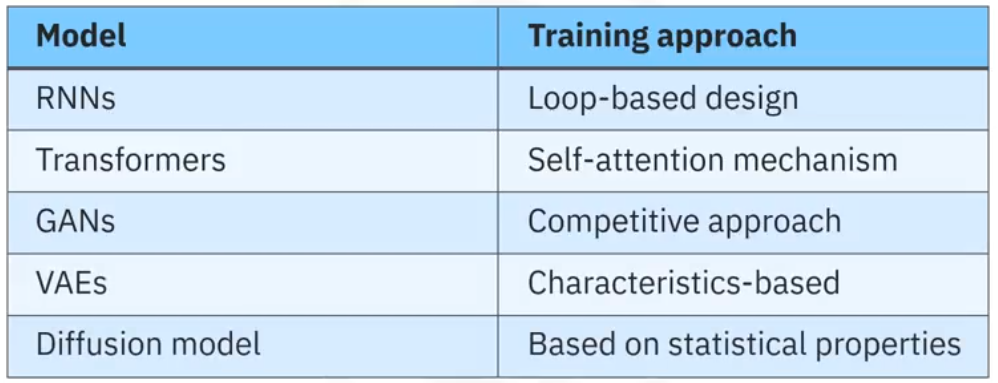 Model Training approach
RNNs Loop-based design
Transformers Self-attention mechanism
GANs Competitive approach
VAEs Characteristics-based
Diffusion model Based on statistical properties